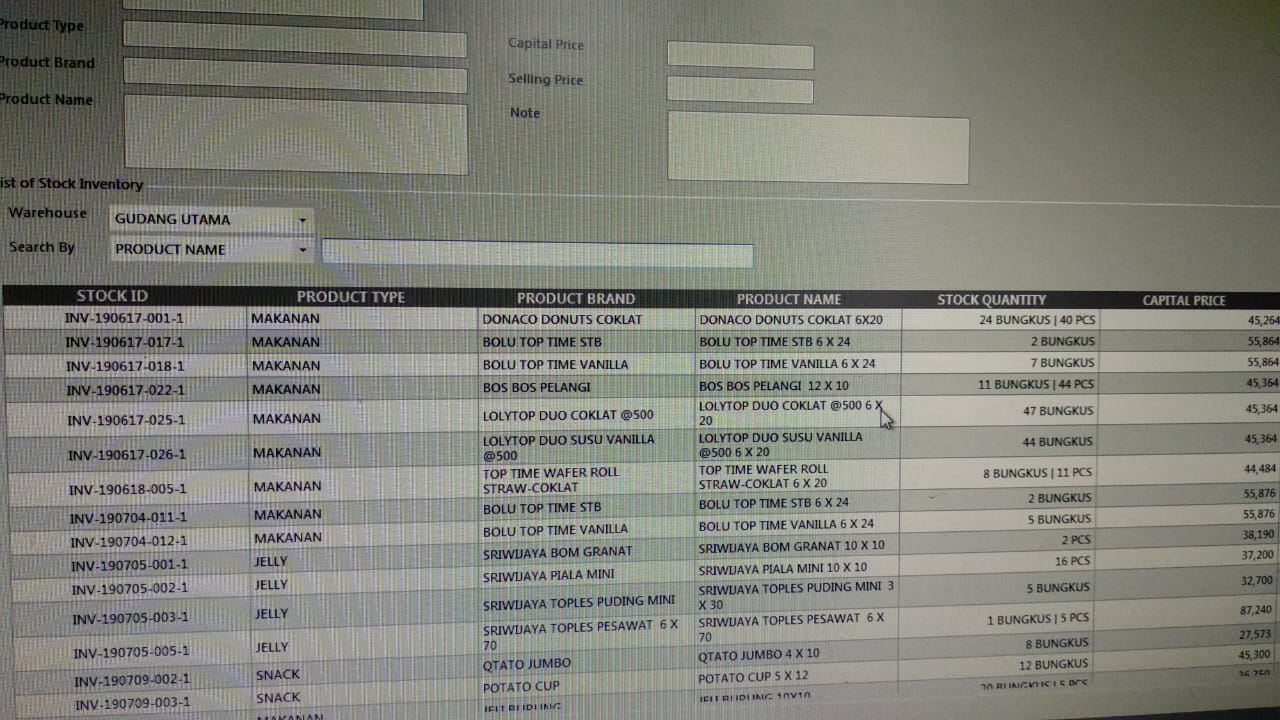 Product Type
Capital Price
Product Brand
Selling Price
Product Name
Note
ist of Stock Inventory
Warehouse GUDANG UTAMA
Search By PRODUCT NAME
STOCK ID PRODUCT TYPE PRODUCT BRAND PRODUCT NAME STOCK QUANTITY CAPITAL PRICE
INV-190617-001-1 MAKANAN DONACO DONUTS COKLAT DONACO DONUTS COKLAT 6X20 24 BUNGKUS | 40 PCS 45,264
INV-190617-017-1 MAKANAN BOLU TOP TIME STB BOLU TOP TIME STB 6 X 24 2 BUNGKUS 55,864
INV-190617-018-1 MAKANAN BOLU TOP TIME VANILLA BOLU TOP TIME VANILLA 6 X 24 7 BUNGKUS 55,864
INV-190617-022-1 MAKANAN BOS BOS PELANGI BOS BOS PELANGI 12 X 10 11 BUNGKUS | 44 PCS 45,364
INV-190617-025-1 MAKANAN LOLYTOP DUO COKLAT @500 LOLYTOP DUO COKLAT @500 6 X 47 BUNGKUS 45,364
20
INV-190617-026-1 MAKANAN LOLYTOP DUO SUSU VANILLA LOLYTOP DUO SUSU VANILLA 44 BUNGKUS 45,364
@500 @500 6 X 20
INV-190618-005-1 MAKANAN TOP TIME WAFER ROLL TOP TIME WAFER ROLL 8 BUNGKUS | 11 PCS 44,484
STRAW-COKLAT STRAW-COKLAT 6 X 20
INV-190704-011-1 MAKANAN BOLU TOP TIME STB BOLU TOP TIME STB 6 X 24 2 BUNGKUS 55,876
INV-190704-012-1 MAKANAN BOLU TOP TIME VANILLA BOLU TOP TIME VANILLA 6 X 24 5 BUNGKUS 55,876
INV-190705-001-1 JELLY SRIWIJAYA BOM GRANAT SRIWIJAYA BOM GRANAT 10 X 10 2 PCS 38,190
INV-190705-002-1 JELLY SRIWIJAYA PIALA MINI SRIWIJAYA PIALA MINI 10 X 10 16 PCS 37,200
INV-190705-003-1 JELLY SRIWIJAYA TOPLES PUDING MINI SRIWIJAYA TOPLES PUDING MINI 3 5 BUNGKUS 32,700
X 30
INV-190705-005-1 JELLY SRIWIJAYA TOPLES PESAWAT 6 X SRIWIJAYA TOPLES PESAWAT 6 X 1 BUNGKUS | 5 PCS 87,240
70 70
INV-190709-002-1 SNACK QTATO JUMBO QTATO JUMBO 4 X 10 8 BUNGKUS 27,573
INV-190709-003-1 SNACK POTATO CUP POTATO CUP 5 X 12 12 BUNGKUS 45,300
MAKANAN